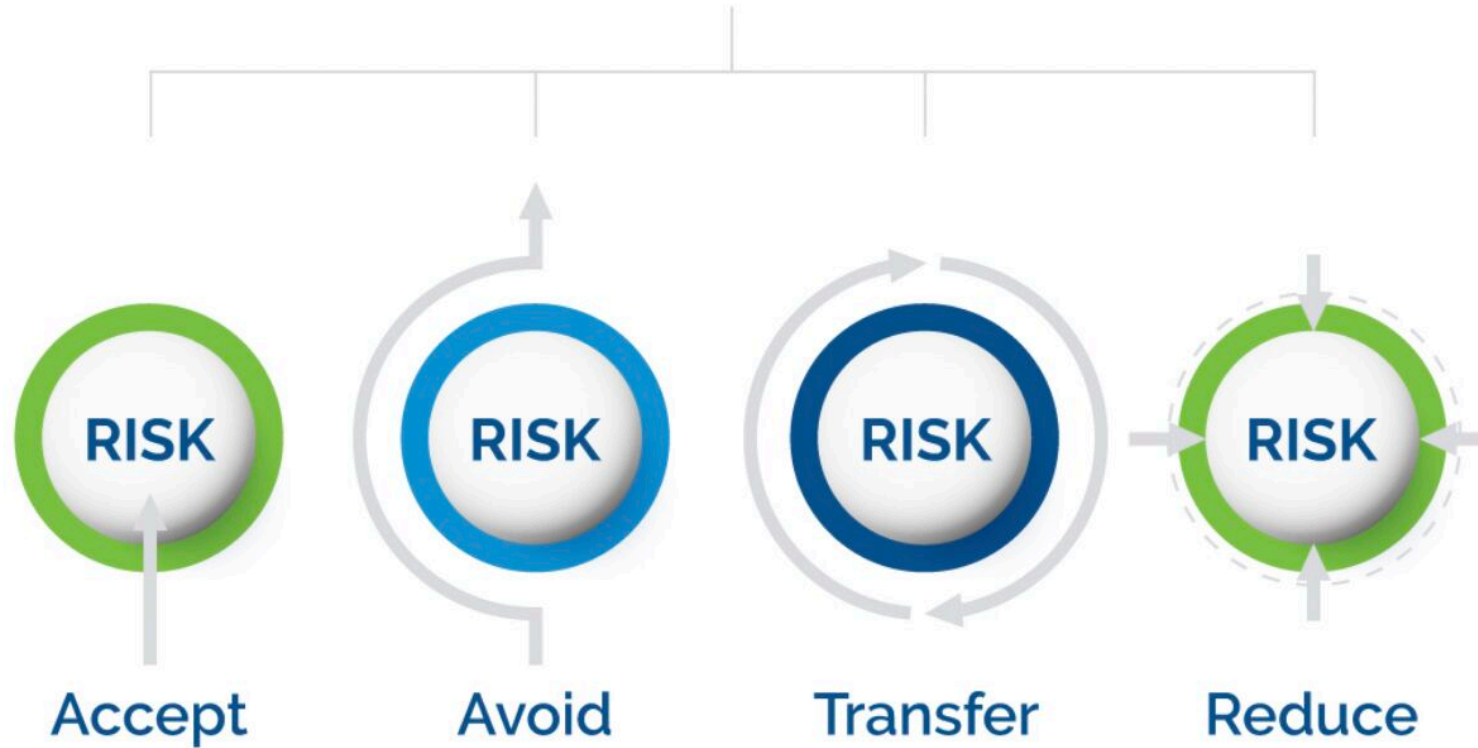 RISK
RISK
RISK
RISK
Accept
Avoid
Transfer
Reduce